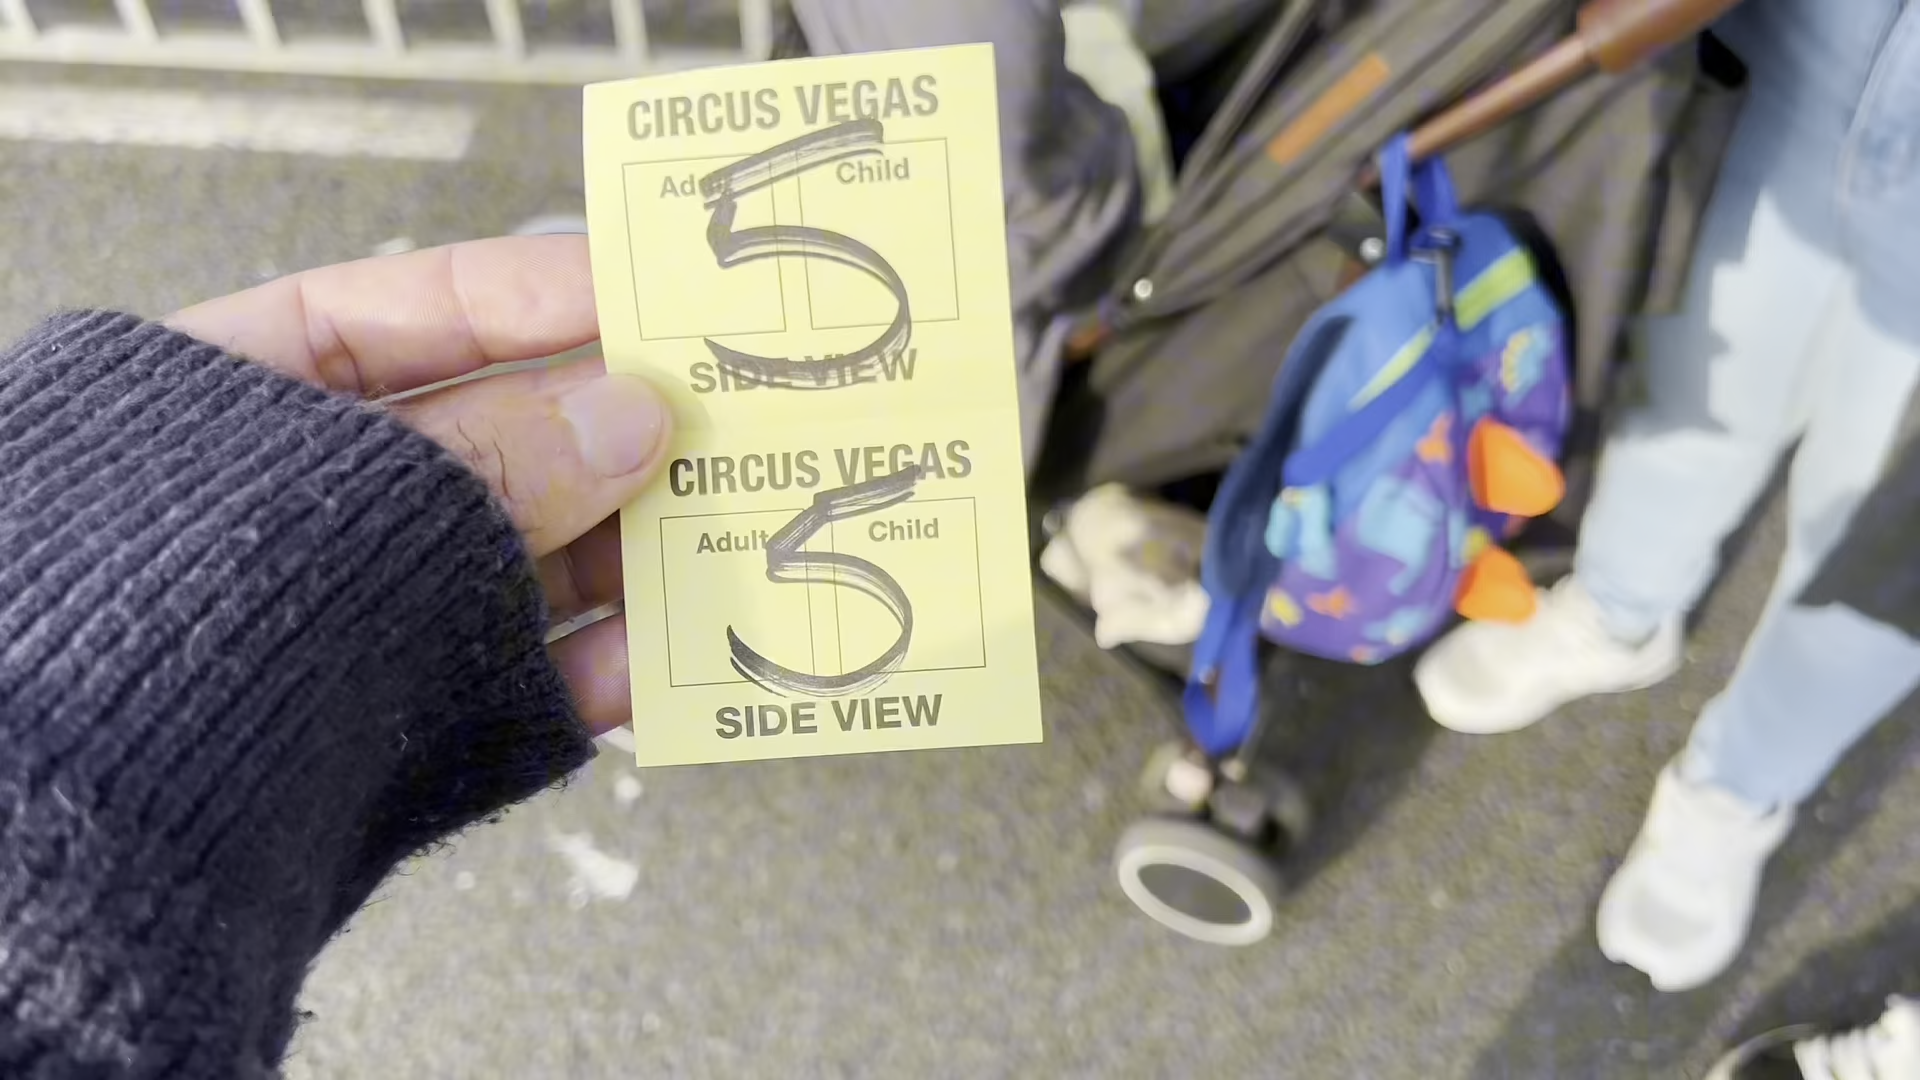 CIRCUS VEGAS
Adult Child
5
SIDE VIEW
CIRCUS VEGAS
Adult Child
5
SIDE VIEW